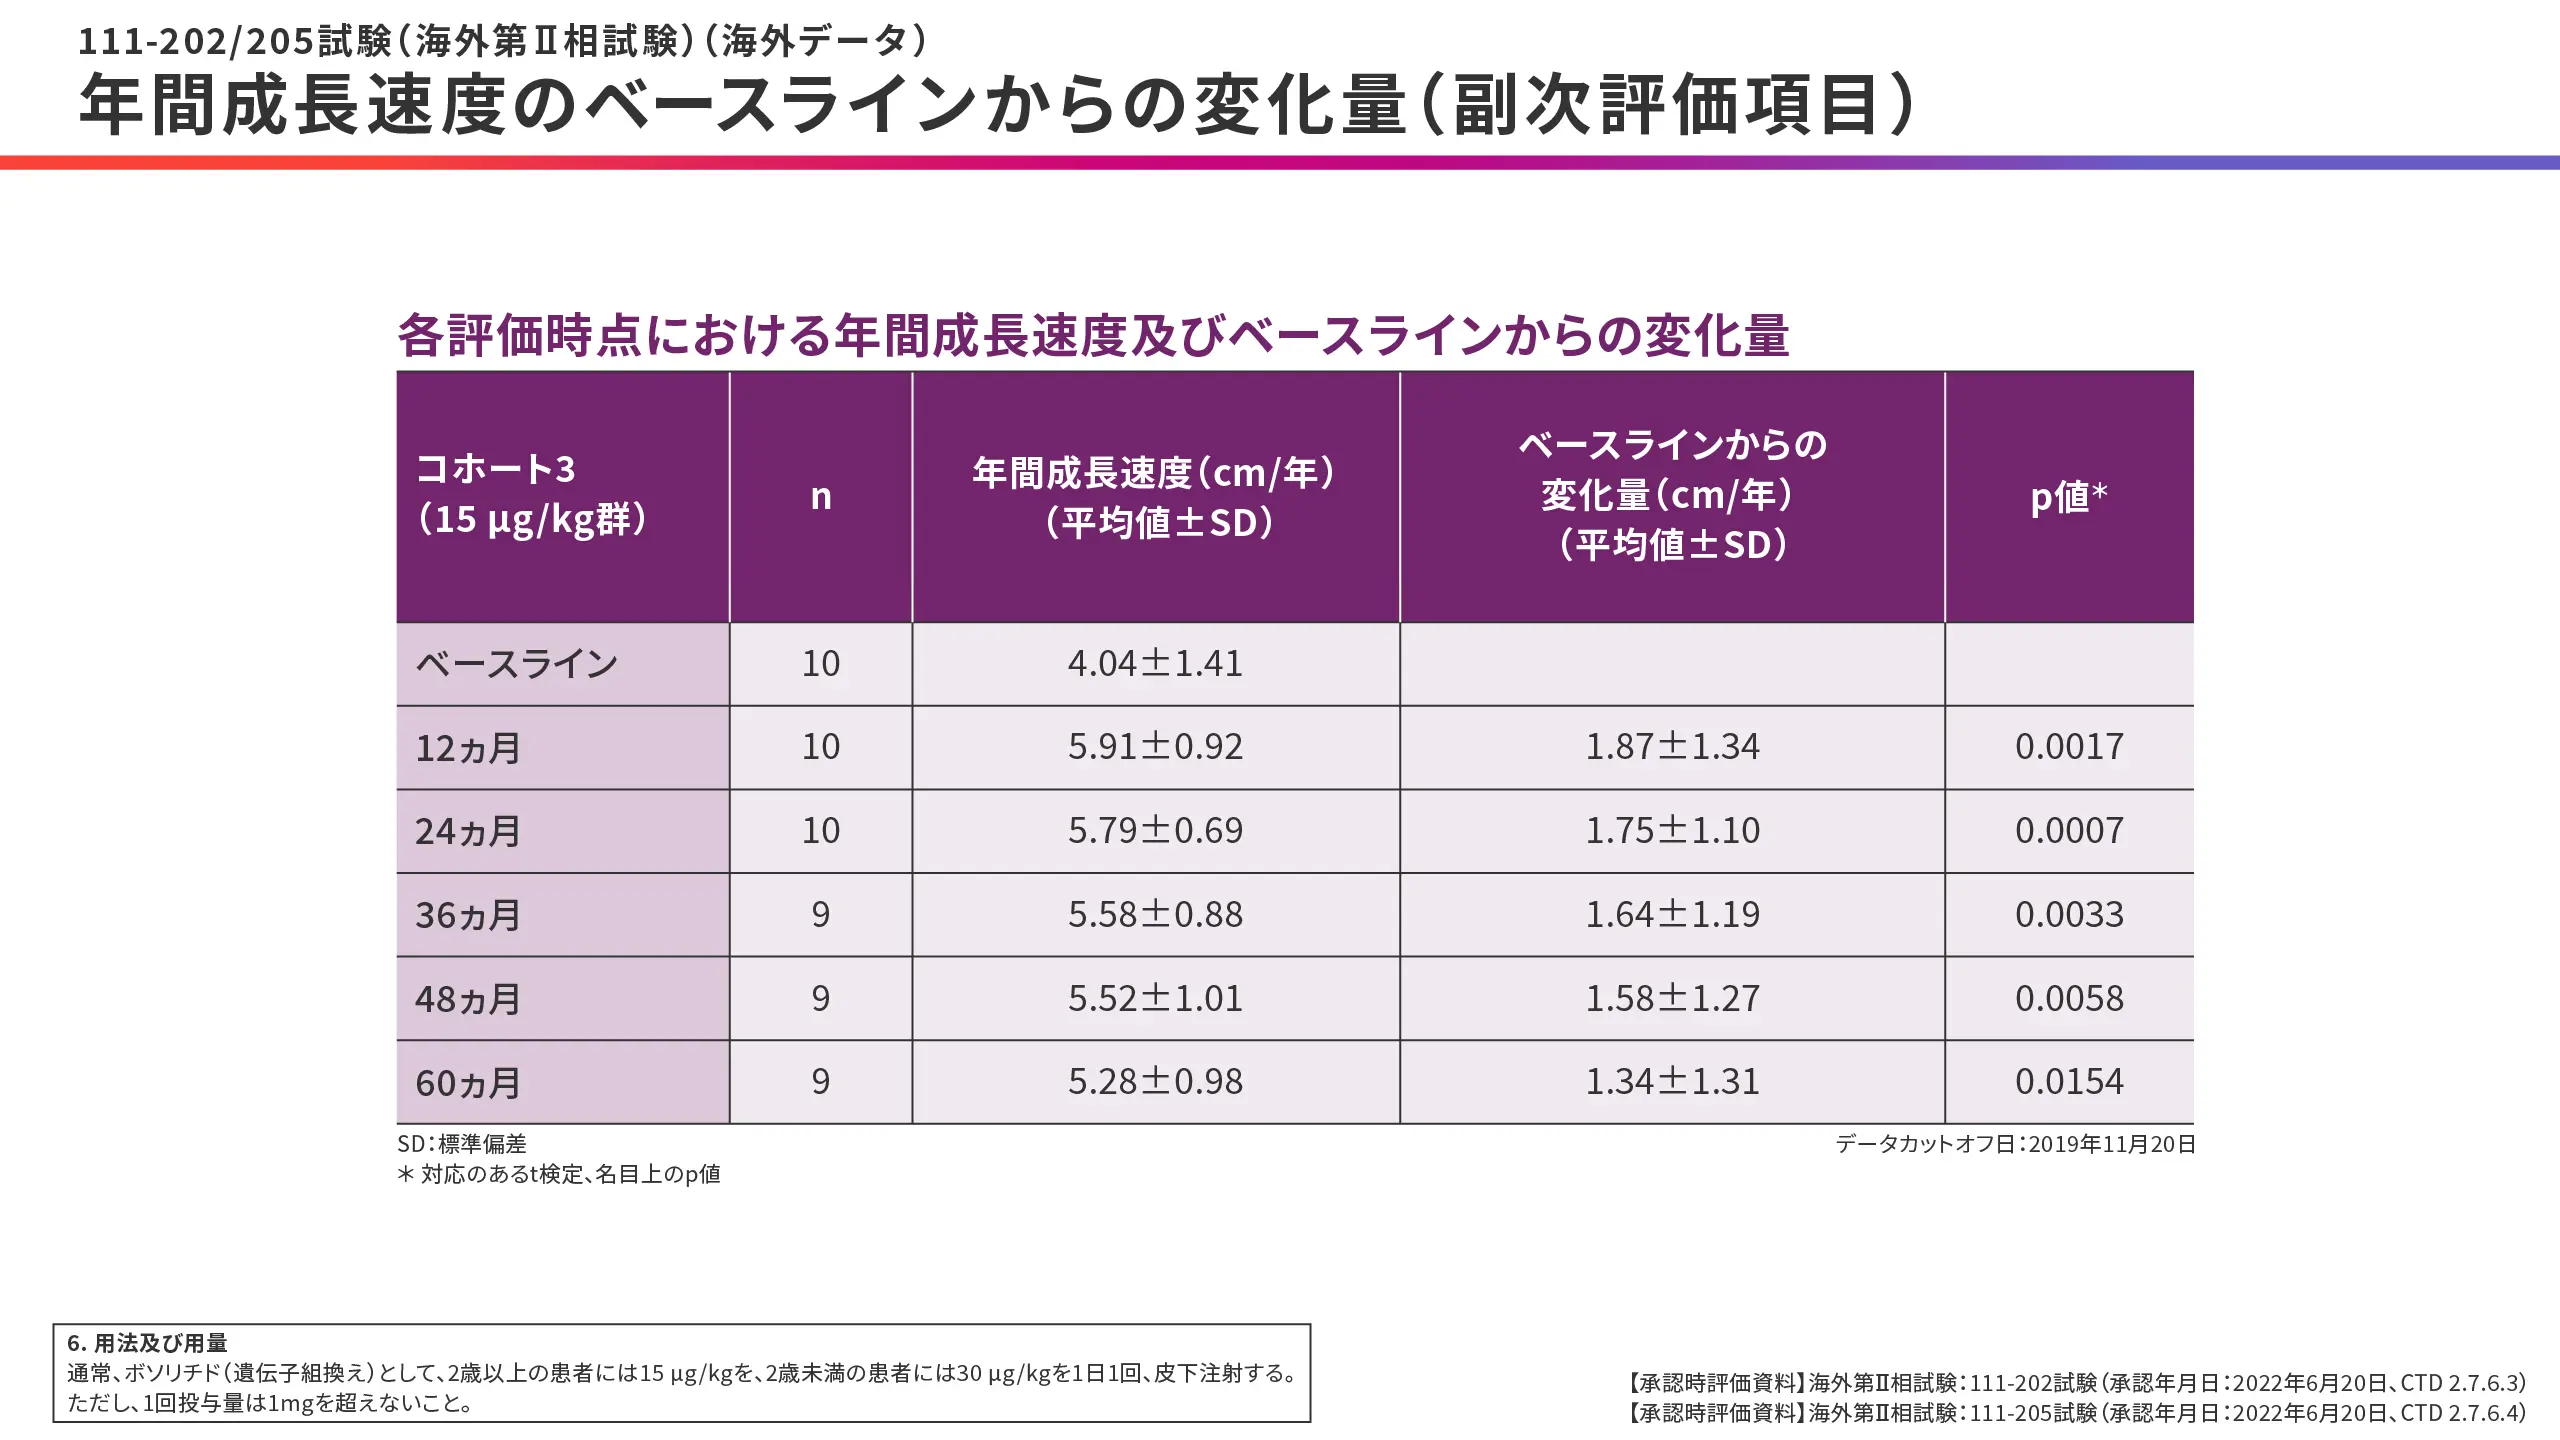 111-202/205試験（海外第Ⅱ相試験）（海外データ）
年間成長速度のベースラインからの変化量（副次評価項目）
各評価時点における年間成長速度及びベースラインからの変化量
コホート3
（15 μg/kg群）
n
年間成長速度（cm/年）
（平均値±SD）
ベースラインからの
変化量（cm/年）
（平均値±SD）
p値＊
ベースライン 10 4.04±1.41
12ヵ月 10 5.91±0.92 1.87±1.34 0.0017
24ヵ月 10 5.79±0.69 1.75±1.10 0.0007
36ヵ月 9 5.58±0.88 1.64±1.19 0.0033
48ヵ月 9 5.52±1.01 1.58±1.27 0.0058
60ヵ月 9 5.28±0.98 1.34±1.31 0.0154
SD：標準偏差
＊ 対応のあるt検定、名目上のp値
データカットオフ日：2019年11月20日
6. 用法及び用量
通常、ボソリチド（遺伝子組換え）として、2歳以上の患者には15 μg/kgを、2歳未満の患者には30 μg/kgを1日1回、皮下注射する。
ただし、1回投与量は1mgを超えないこと。
【承認時評価資料】海外第Ⅱ相試験：111-202試験（承認年月日：2022年6月20日、CTD 2.7.6.3）
【承認時評価資料】海外第Ⅱ相試験：111-205試験（承認年月日：2022年6月20日、CTD 2.7.6.4）